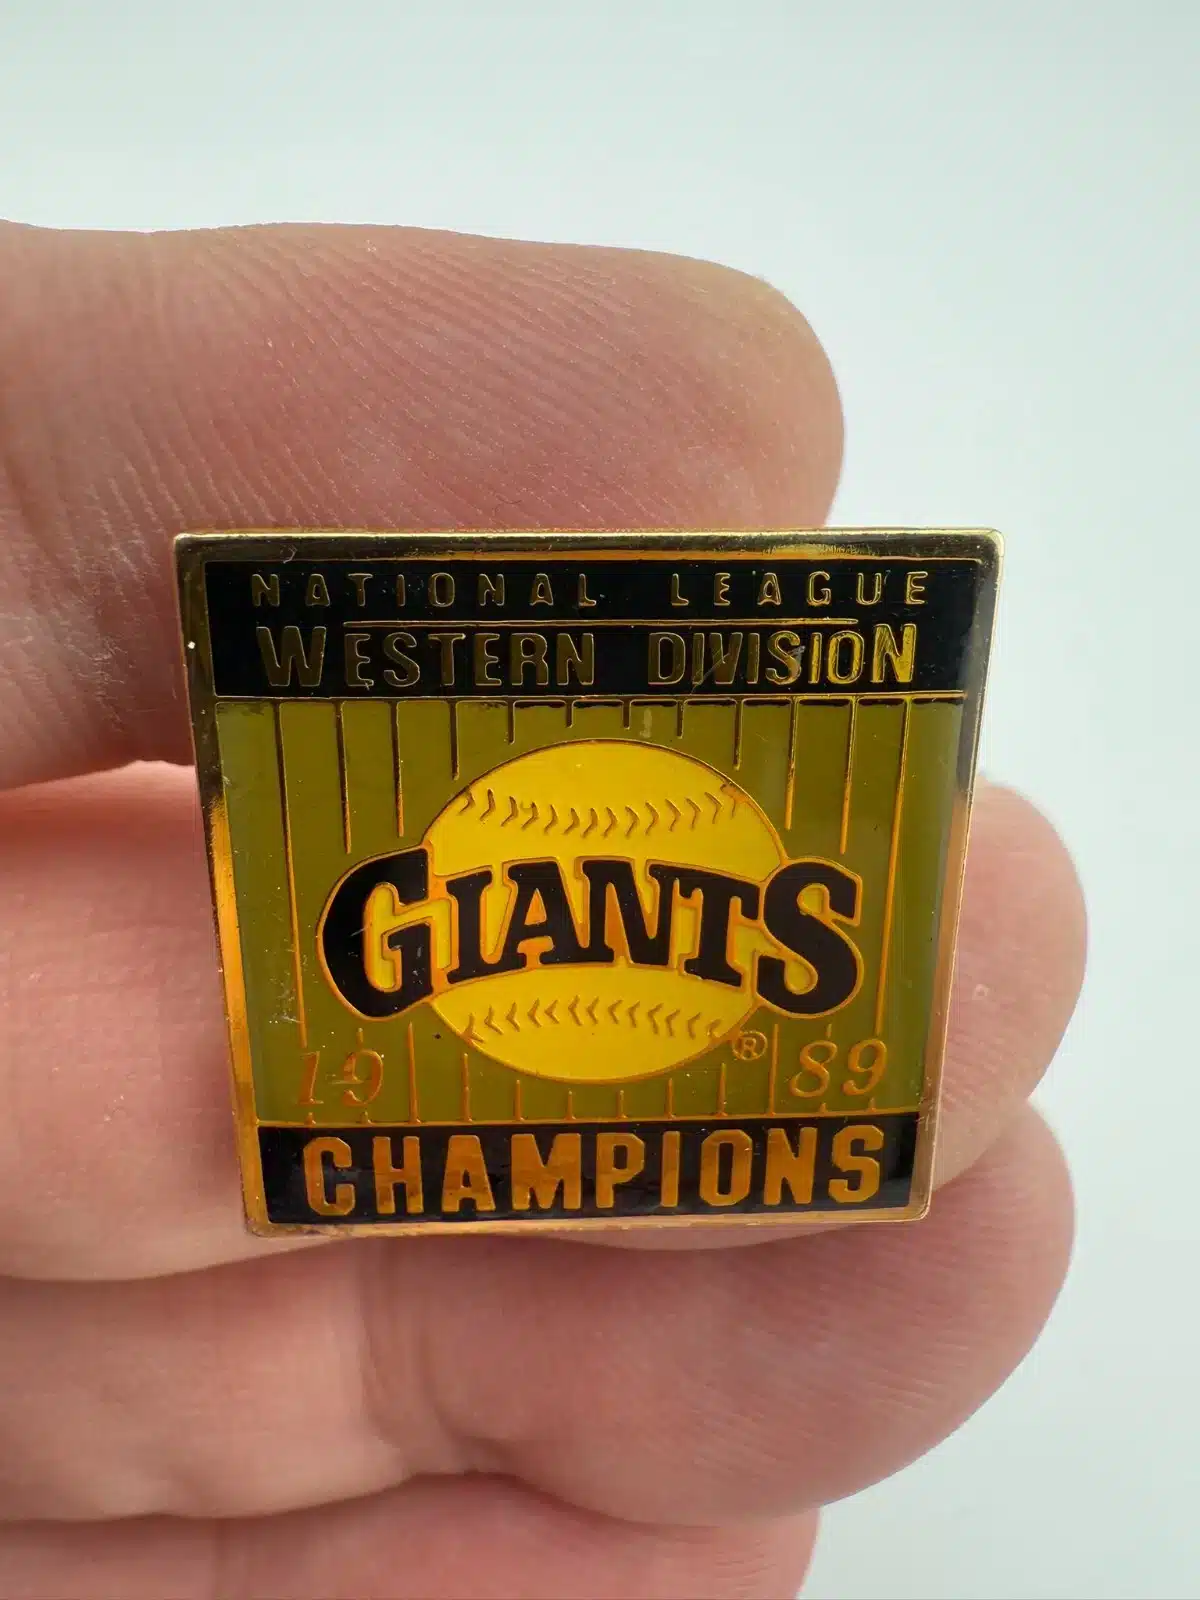 NATIONAL LEAGUE
WESTERN DIVISION
GIANTS
®
19 89
CHAMPIONS